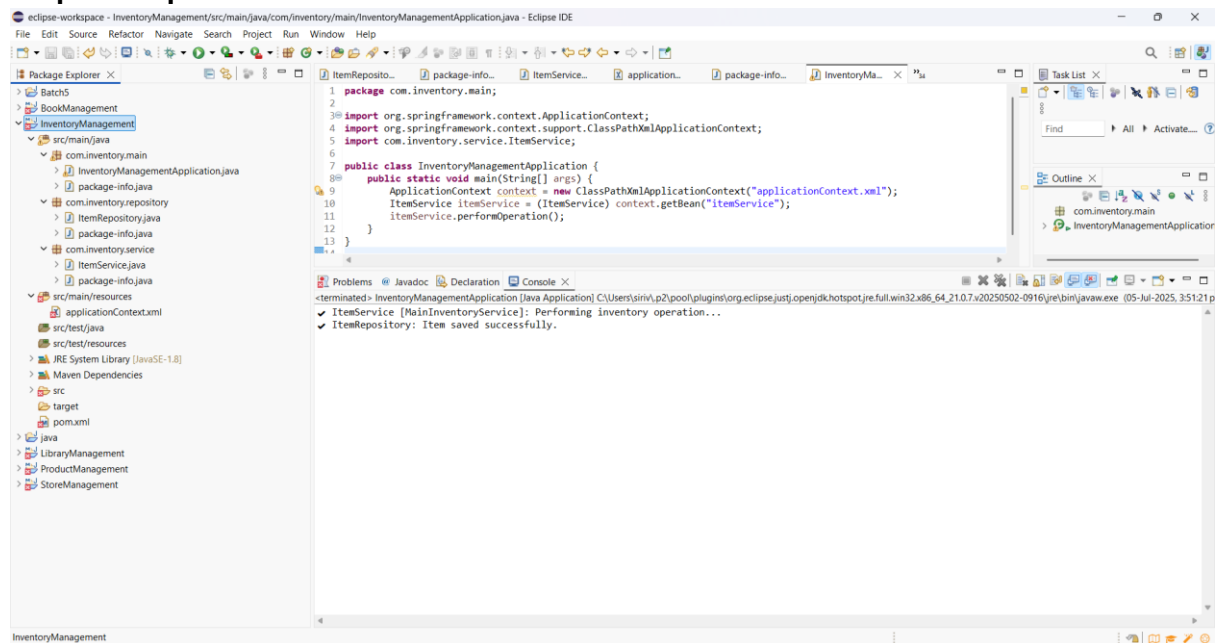 eclipse-workspace - InventoryManagement/src/main/java/com/inventory/main/InventoryManagementApplication.java - Eclipse IDE
File Edit Source Refactor Navigate Search Project Run Window Help
Package Explorer
Batch5
BookManagement
InventoryManagement
src/main/java
com.inventory.main
InventoryManagementApplication.java
package-info.java
com.inventory.repository
ItemRepository.java
package-info.java
com.inventory.service
ItemService.java
package-info.java
src/main/resources
applicationContext.xml
src/test/java
src/test/resources
JRE System Library [JavaSE-1.8]
Maven Dependencies
src
target
pom.xml
java
LibraryManagement
ProductManagement
StoreManagement
ItemReposito... package-info... ItemService... application... package-info... InventoryMa...
1 package com.inventory.main;
2
3 import org.springframework.context.ApplicationContext;
4 import org.springframework.context.support.ClassPathXmlApplicationContext;
5 import com.inventory.service.ItemService;
6
7 public class InventoryManagementApplication {
8 public static void main(String[] args) {
9 ApplicationContext context = new ClassPathXmlApplicationContext("applicationContext.xml");
10 ItemService itemService = (ItemService) context.getBean("itemService");
11 itemService.performOperation();
12 }
13 }
14
Task List
Find All Activate...
Outline
com.inventory.main
InventoryManagementApplication
Problems Javadoc Declaration Console
<terminated> InventoryManagementApplication [Java Application] C:\Users\siriv\.p2\pool\plugins\org.eclipse.justj.openjdk.hotspot.jre.full.win32.x86_64_21.0.7.v20250502-0916\jre\bin\javaw.exe (05-Jul-2025, 3:51:21 p
✔ ItemService [MainInventoryService]: Performing inventory operation...
✔ ItemRepository: Item saved successfully.
InventoryManagement